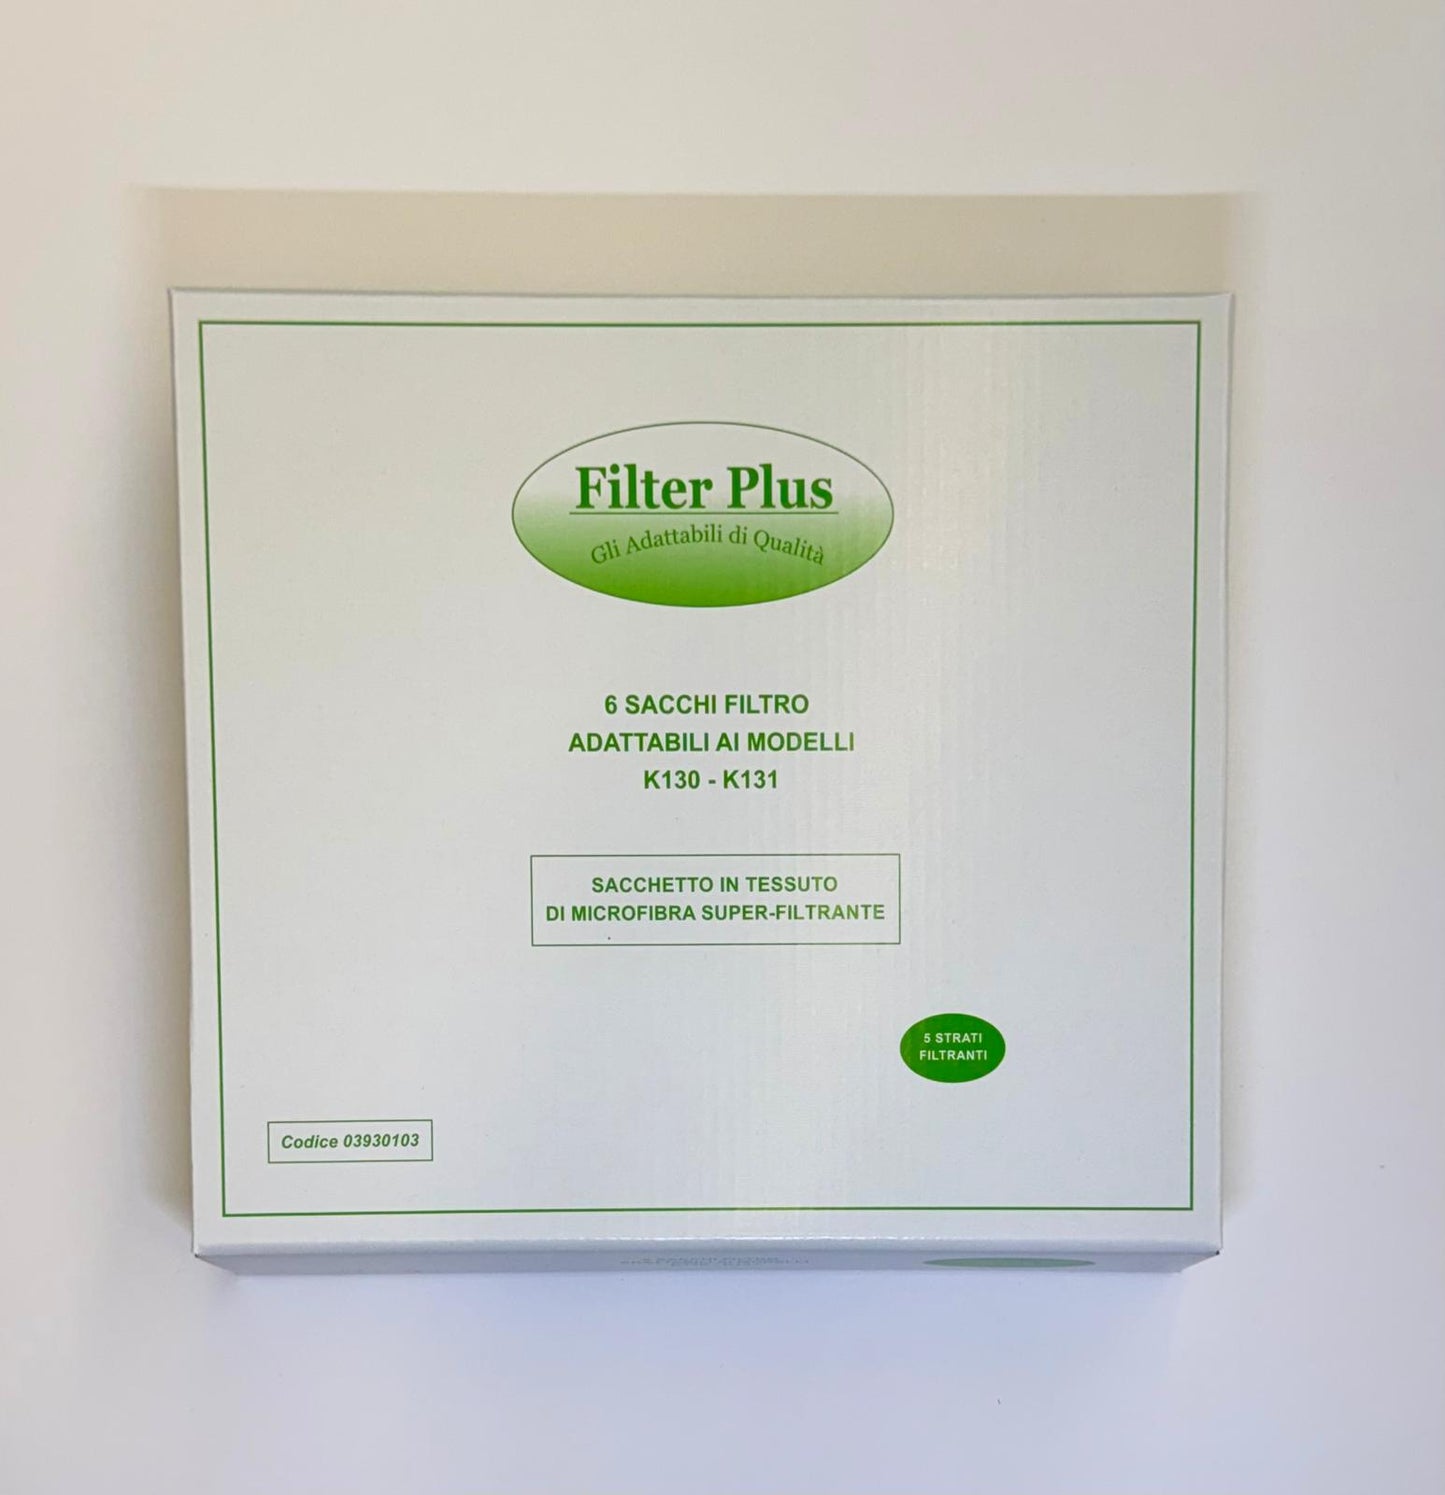 Filter Plus
Gli Adattabili di Qualità
6 SACCHI FILTRO
ADATTABILI AI MODELLI
K130 - K131
SACCHETTO IN TESSUTO
DI MICROFIBRA SUPER-FILTRANTE
5 STRATI
FILTRANTI
Codice 03930103